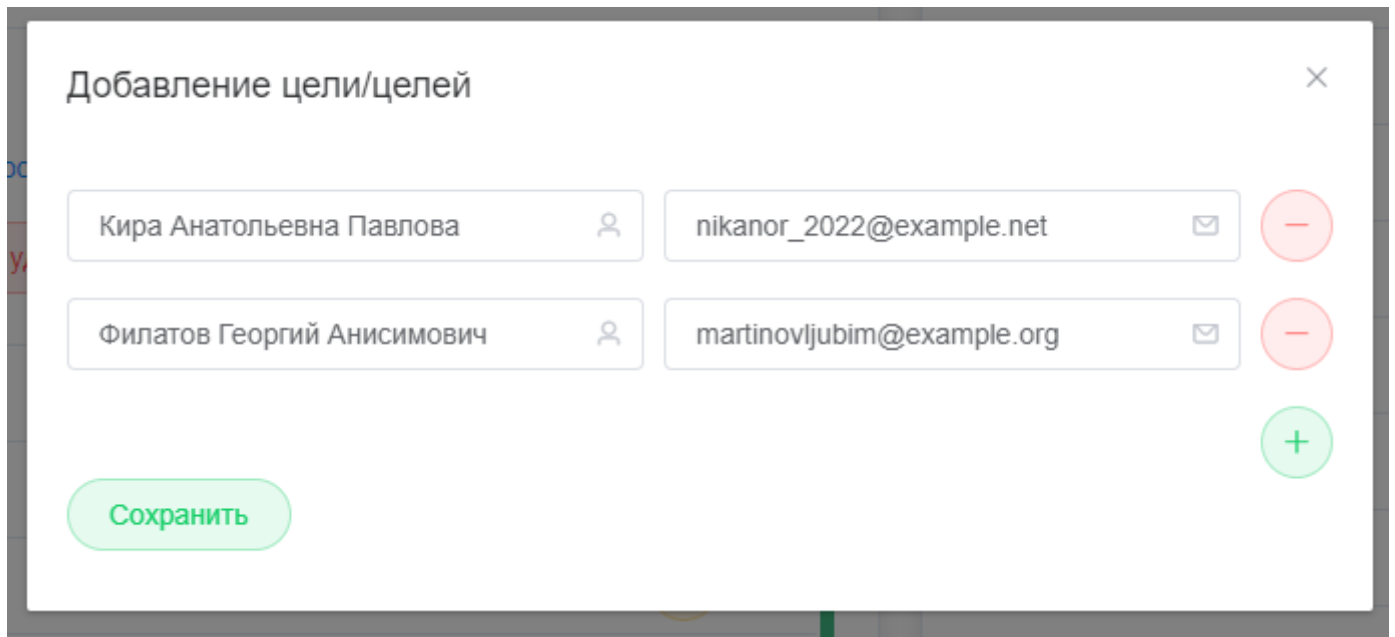 Добавление цели/целей
Кира Анатольевна Павлова nikanor_2022@example.net
Филатов Георгий Анисимович martinovljubim@example.org
Сохранить